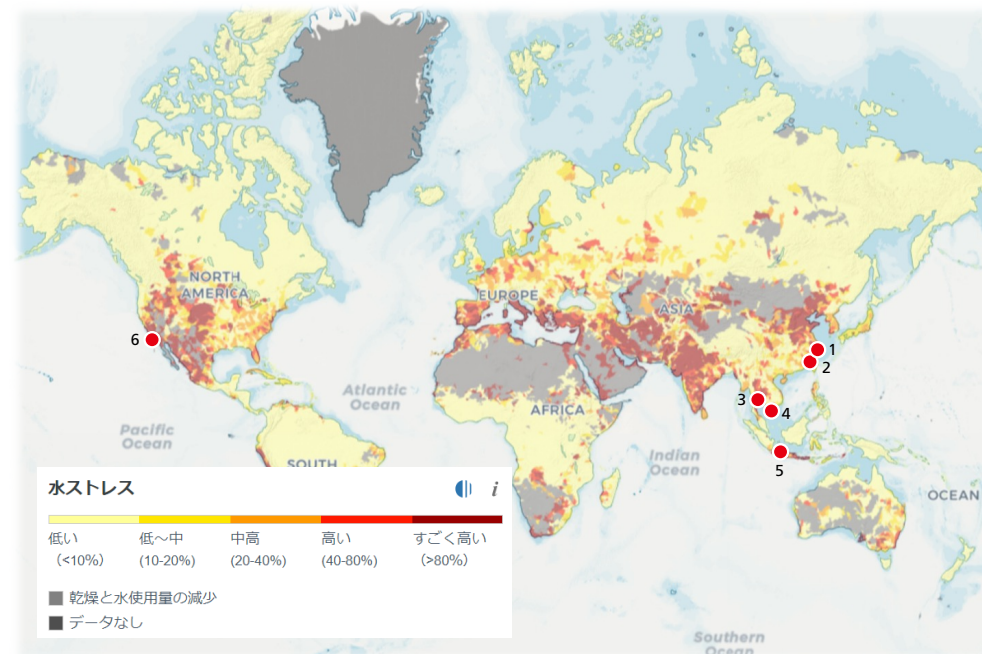 NORTH
AMERICA
EUROPE
ASIA
6
1
2
Atlantic
Ocean
3
4
AFRICA
Pacific
Ocean
Indian
Ocean
5
SOUTH
OCEAN
水ストレス
i
低い
低～中
中高
高い
すごく高い
（<10%）
(10-20%)
(20-40%)
(40-80%)
（>80%）
乾燥と水使用量の減少
データなし
Southern
Ocean